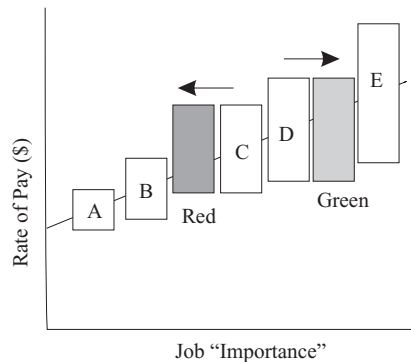 Rate of Pay ($)
A
B
Red
C
D
Green
E
Job “Importance”